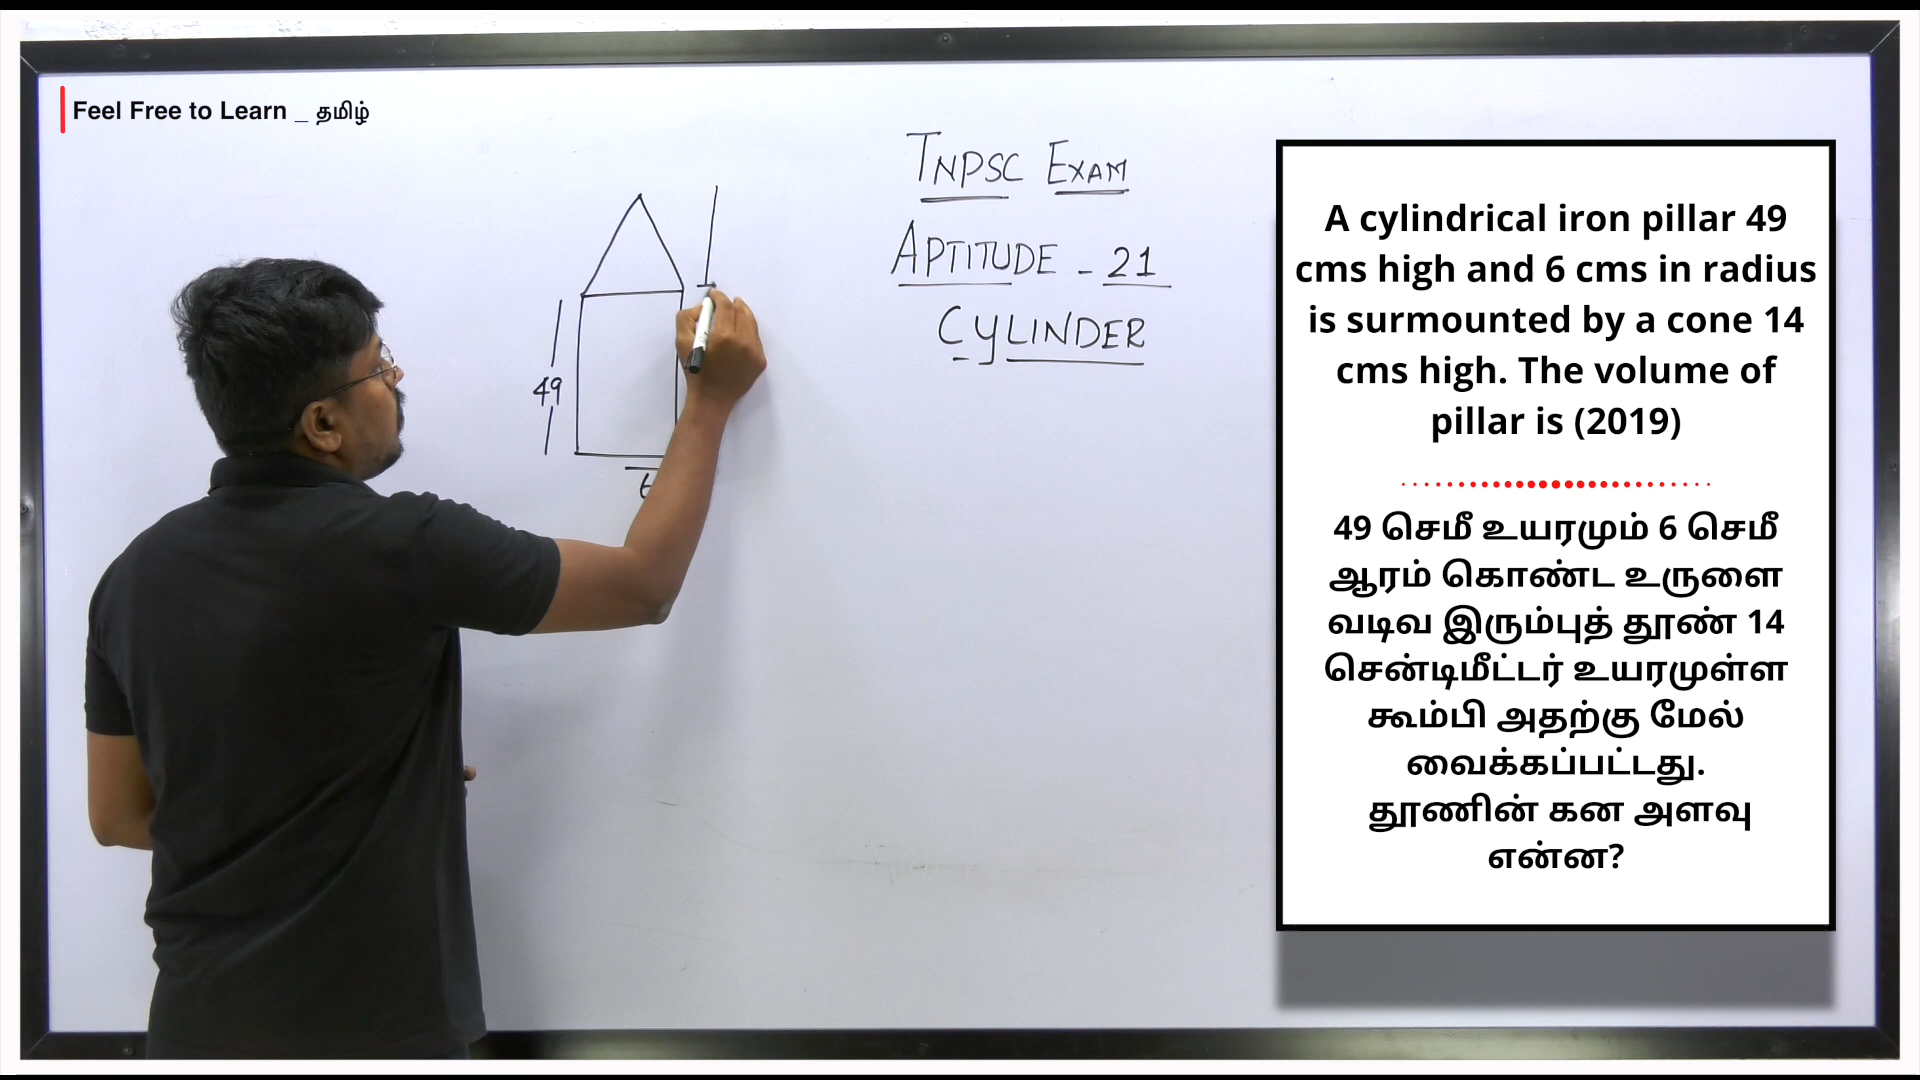 Feel Free to Learn _ தமிழ்
TNPSC EXAM
APTITUDE - 21
CYLINDER
49
A cylindrical iron pillar 49
cms high and 6 cms in radius
is surmounted by a cone 14
cms high. The volume of
pillar is (2019)
49 செமீ உயரமும் 6 செமீ
ஆரம் கொண்ட உருளை
வடிவ இரும்புத் தூண் 14
சென்டிமீட்டர் உயரமுள்ள
கூம்பி அதற்கு மேல்
வைக்கப்பட்டது.
தூணின் கன அளவு
என்ன?